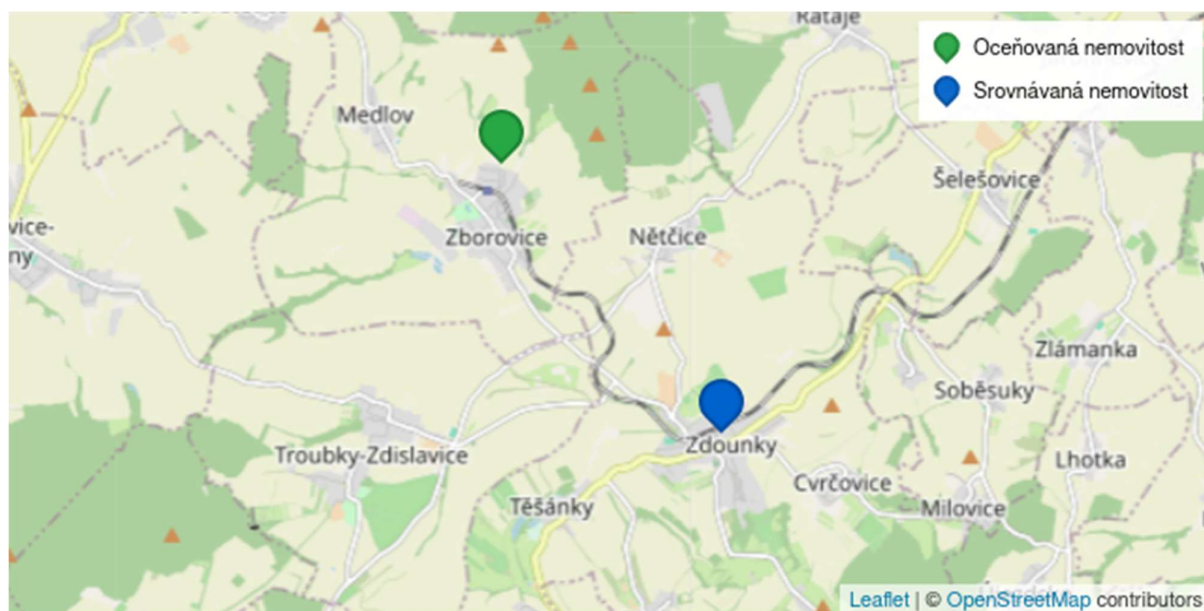 Rataje
Oceňovaná nemovitost
Srovnávaná nemovitost
Medlov
Šelešovice
vice-
ny
Zborovice
Nětčice
Zlámanka
Soběsuky
Troubky-Zdislavice
Zdounky
Lhotka
Cvrčovice
Těšánky
Milovice
Leaflet | © OpenStreetMap contributors